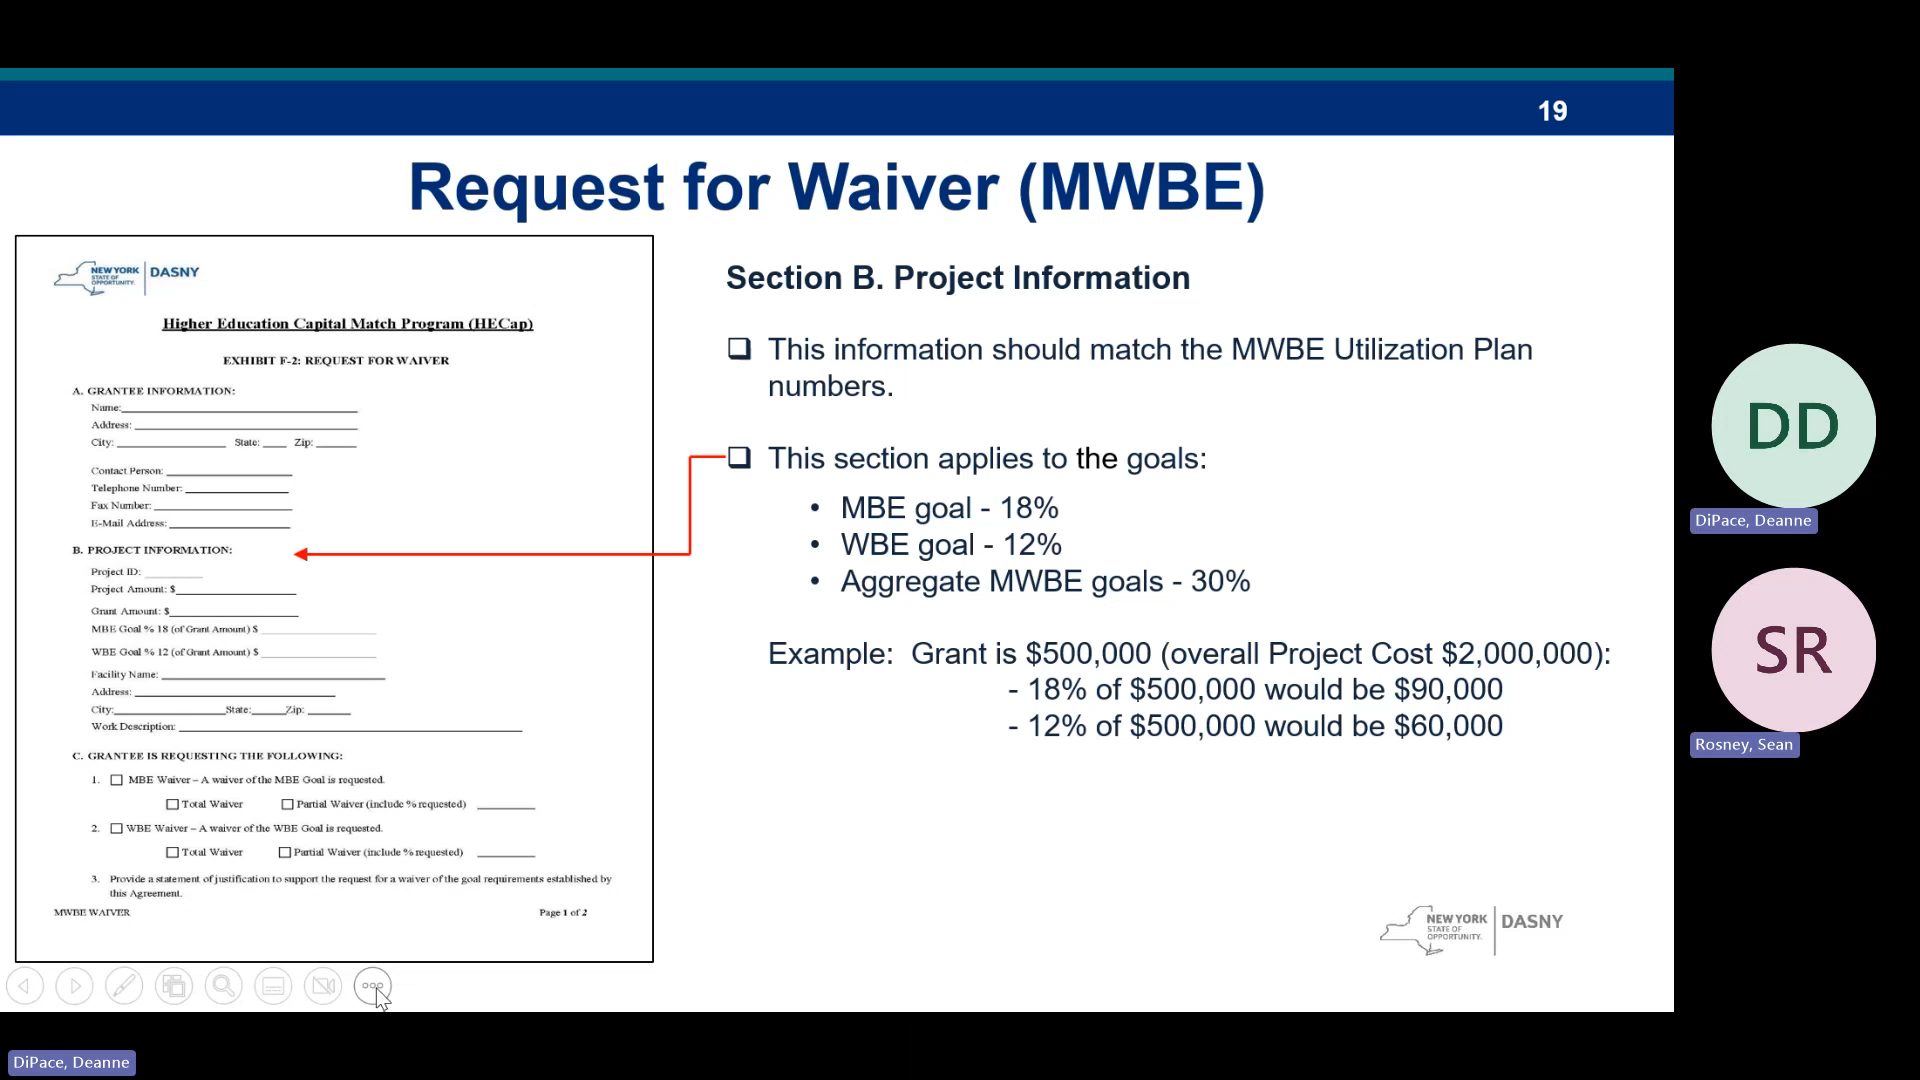 19
Request for Waiver (MWBE)
NEW YORK
STATE OF
OPPORTUNITY.
DASNY
Higher Education Capital Match Program (HECap)
EXHIBIT F-2: REQUEST FOR WAIVER
A. GRANTEE INFORMATION:
Name:
Address:
City: State: Zip:
Contact Person:
Telephone Number:
Fax Number:
E-Mail Address:
B. PROJECT INFORMATION:
Project ID:
Project Amount: $
Grant Amount: $
MBE Goal % 18 (of Grant Amount) $
WBE Goal % 12 (of Grant Amount) $
Facility Name:
Address:
City: State: Zip:
Work Description:
C. GRANTEE IS REQUESTING THE FOLLOWING:
1. MBE Waiver – A waiver of the MBE Goal is requested.
Total Waiver Partial Waiver (include % requested)
2. WBE Waiver – A waiver of the WBE Goal is requested.
Total Waiver Partial Waiver (include % requested)
3. Provide a statement of justification to support the request for a waiver of the goal requirements established by
this Agreement.
MWBE WAIVER Page 1 of 2
Section B. Project Information
❑ This information should match the MWBE Utilization Plan
numbers.
❑ This section applies to the goals:
• MBE goal - 18%
• WBE goal - 12%
• Aggregate MWBE goals - 30%
Example: Grant is $500,000 (overall Project Cost $2,000,000):
- 18% of $500,000 would be $90,000
- 12% of $500,000 would be $60,000
NEW YORK
STATE OF
OPPORTUNITY.
DASNY
DD
DiPace, Deanne
SR
Rosney, Sean
DiPace, Deanne